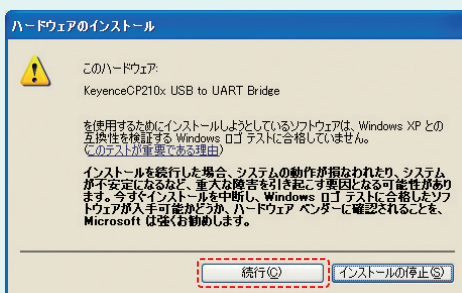 ハードウェアのインストール
このハードウェア:
KeyenceCP210x USB to UART Bridge
を使用するためにインストールしようとしているソフトウェアは、Windows XP との
互換性を検証する Windows ロゴ テストに合格していません。
(このテストが重要である理由)
インストールを続行した場合、システムの動作が損なわれたり、システム
が不安定になるなど、重大な障害を引き起こす要因となる可能性があり
ます。今すぐインストールを中断し、Windows ロゴ テストに合格したソフ
トウェアが入手可能かどうか、ハードウェア ベンダーに確認されることを、
Microsoft は強くお勧めします。
続行(C)
インストールの停止(S)